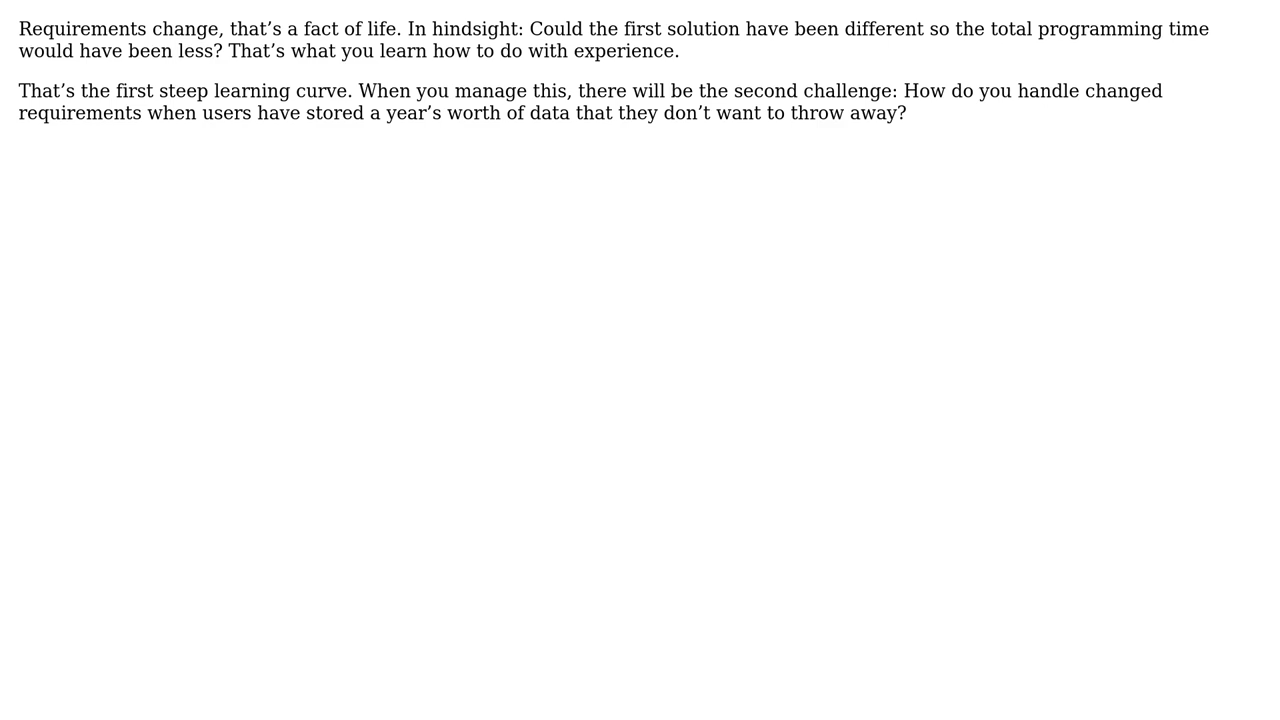 Requirements change, that’s a fact of life. In hindsight: Could the first solution have been different so the total programming time
would have been less? That’s what you learn how to do with experience.
That’s the first steep learning curve. When you manage this, there will be the second challenge: How do you handle changed
requirements when users have stored a year’s worth of data that they don’t want to throw away?